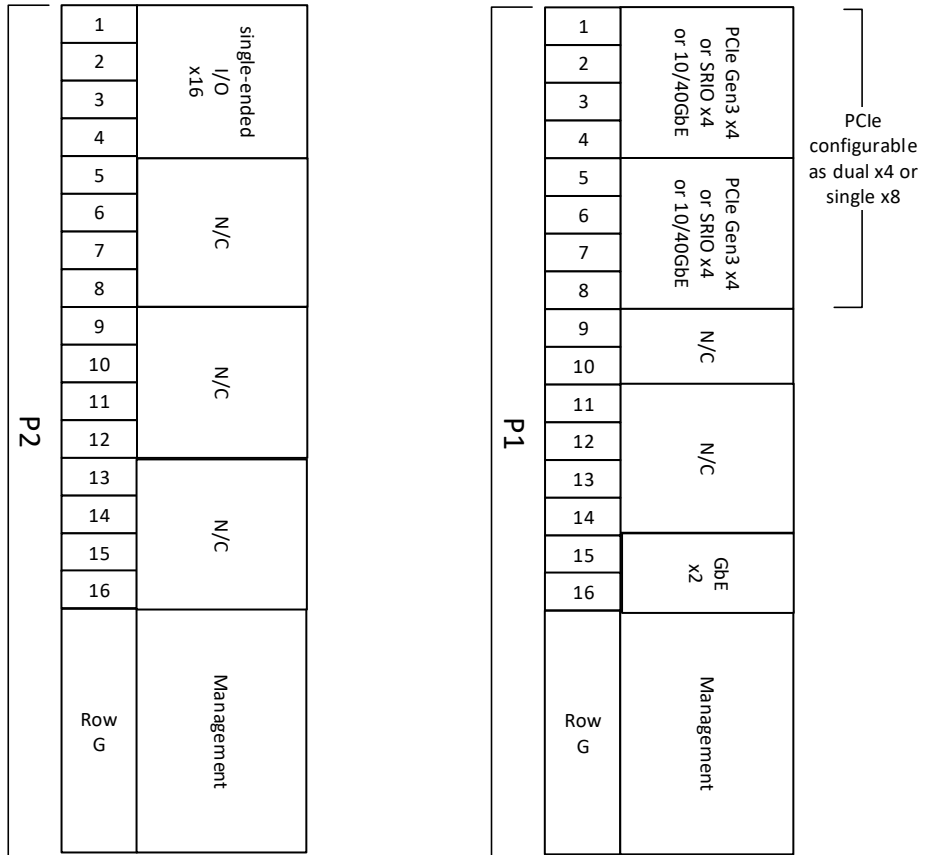 P2
1
2
3
4
5
6
7
8
9
10
11
12
13
14
15
16
Row
G
single-ended
I/O
x16
N/C
N/C
N/C
Management
P1
1
2
3
4
5
6
7
8
9
10
11
12
13
14
15
16
Row
G
PCIe Gen3 x4
or SRIO x4
or 10/40GbE
PCIe Gen3 x4
or SRIO x4
or 10/40GbE
N/C
N/C
GbE
x2
Management
PCIe
configurable
as dual x4 or
single x8